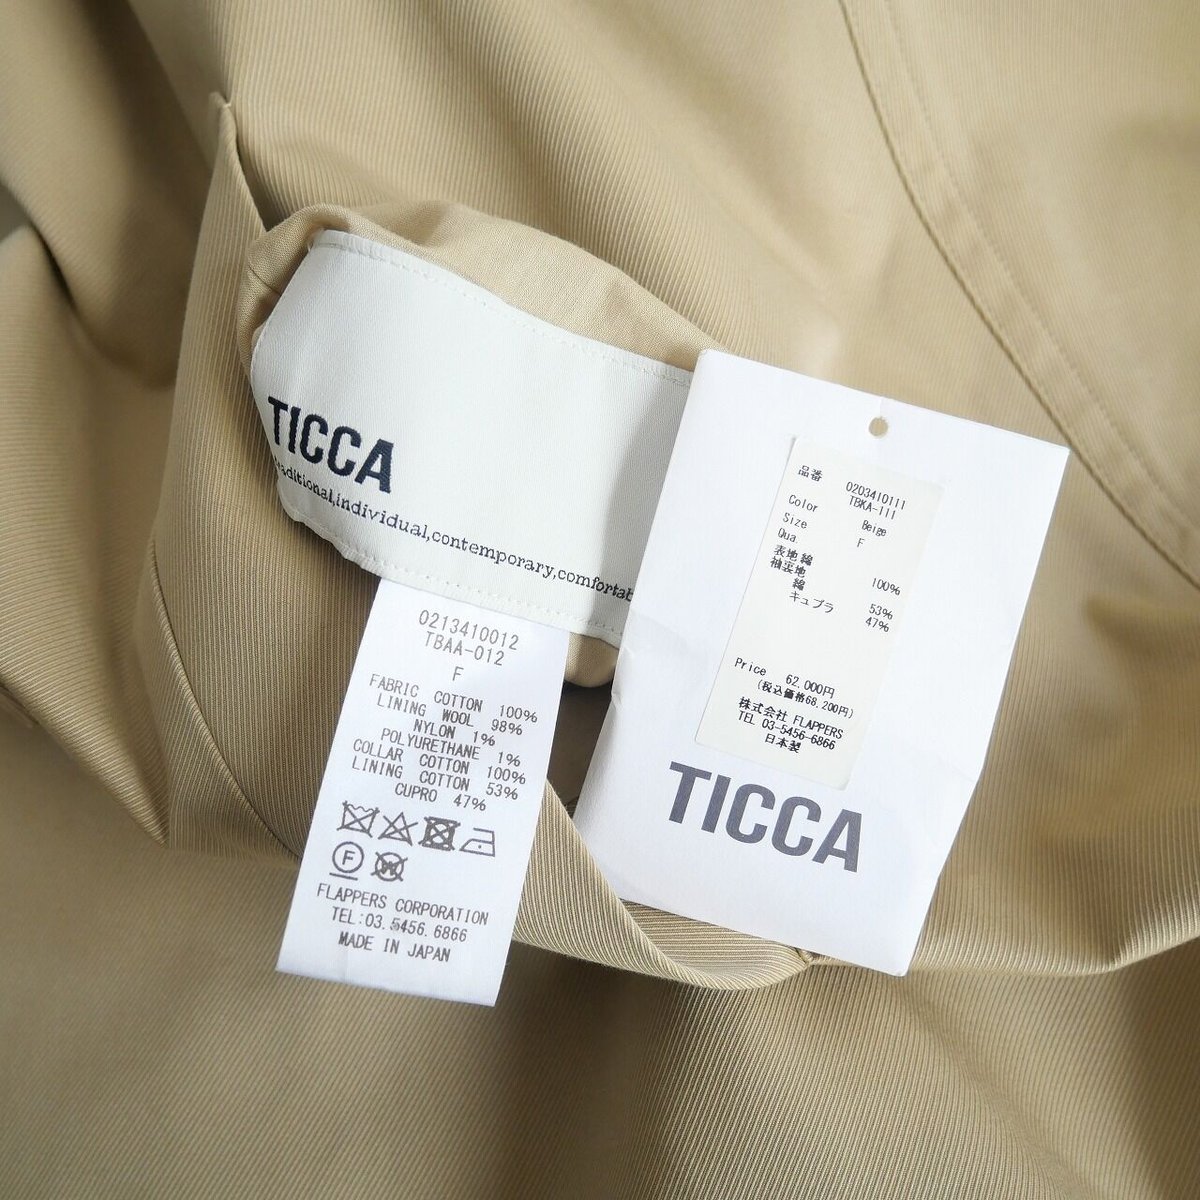 TICCA
traditional,individual,contemporary,comfortab
0213410012
TBAA-012
F
FABRIC COTTON 100%
LINING WOOL 98%
NYLON 1%
POLYURETHANE 1%
COLLAR COTTON 100%
LINING COTTON 53%
CUPRO 47%
F
W
FLAPPERS CORPORATION
TEL:03.5456.6866
MADE IN JAPAN
品番 0203410111
TBKA-111
Color Beige
Size F
Qua
表地綿 100%
袖裏地
綿 53%
キュプラ 47%
Price 62,000円
(税込価格68,200円)
株式会社 FLAPPERS
TEL 03-5456-6866
日本製
TICCA